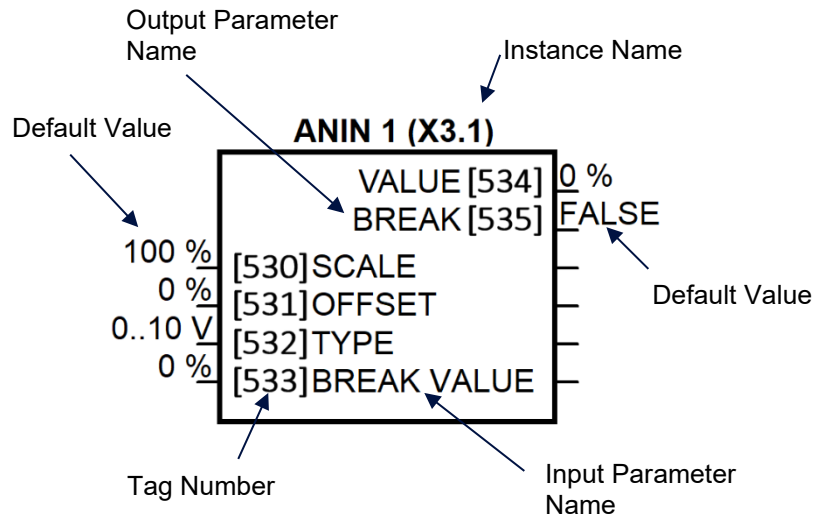 Output Parameter
Name
Instance Name
Default Value
ANIN 1 (X3.1)
VALUE [534] 0 %
BREAK [535] FALSE
100 % [530] SCALE
0 % [531] OFFSET
Default Value
0..10 V [532] TYPE
0 % [533] BREAK VALUE
Tag Number
Input Parameter
Name